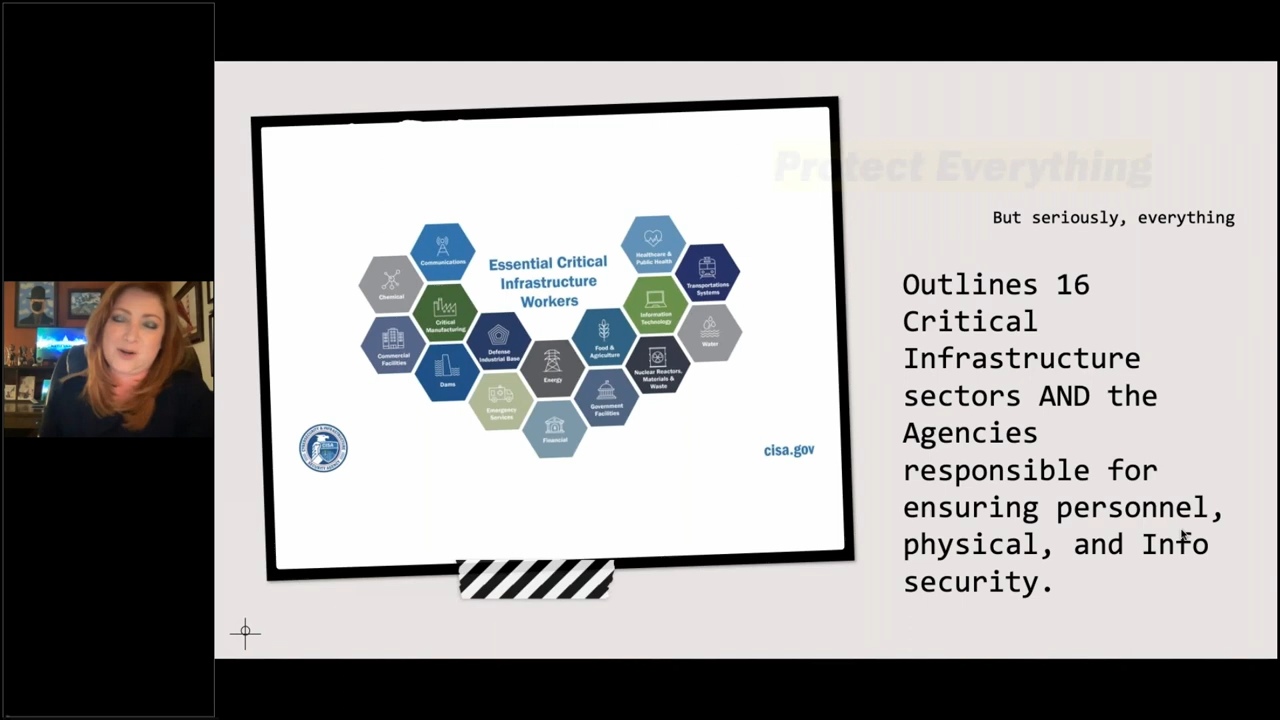 Protect Everything
But seriously, everything
Essential Critical
Infrastructure
Workers
Communications
Chemical
Critical
Manufacturing
Commercial
Facilities
Dams
Defense
Industrial Base
Emergency
Services
Energy
Financial
Food &
Agriculture
Government
Facilities
Healthcare &
Public Health
Transportations
Systems
Information
Technology
Water
Nuclear Reactors,
Materials &
Waste
CISA
cisa.gov
Outlines 16
Critical
Infrastructure
sectors AND the
Agencies
responsible for
ensuring personnel,
physical, and Info
security.